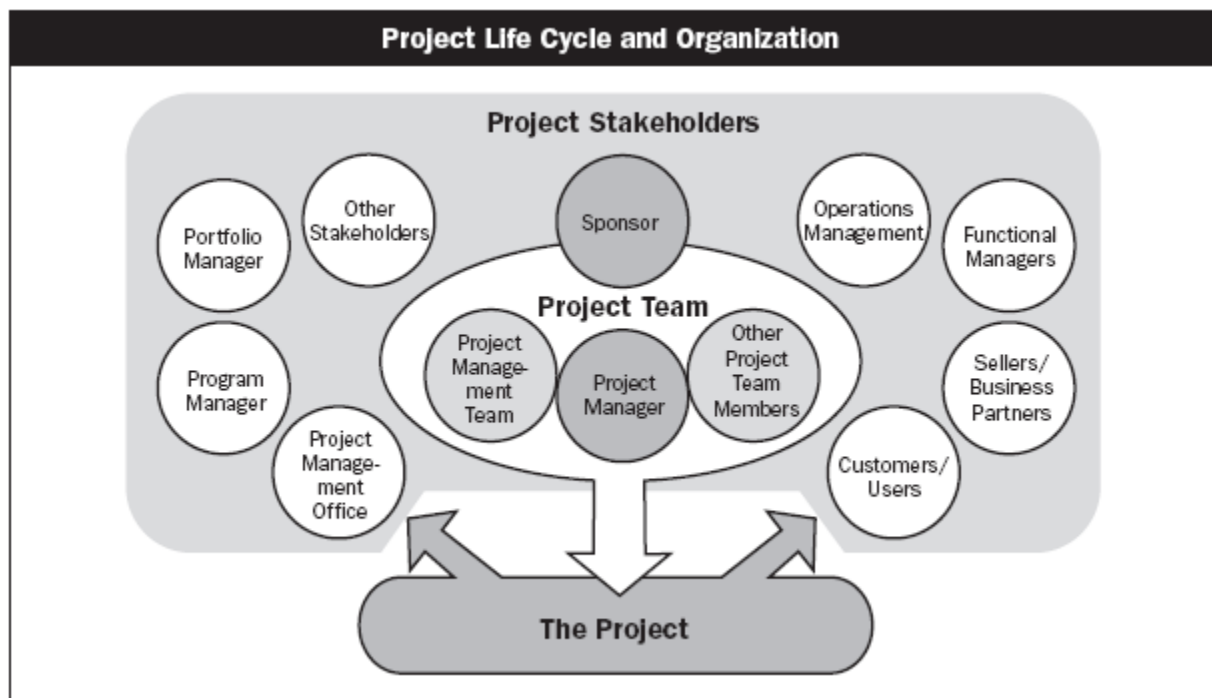 Project Life Cycle and Organization
Project Stakeholders
Portfolio
Manager
Other
Stakeholders
Sponsor
Operations
Management
Functional
Managers
Project Team
Program
Manager
Project
Manage-
ment
Team
Project
Manager
Other
Project
Team
Members
Sellers/
Business
Partners
Project
Manage-
ment
Office
Customers/
Users
The Project